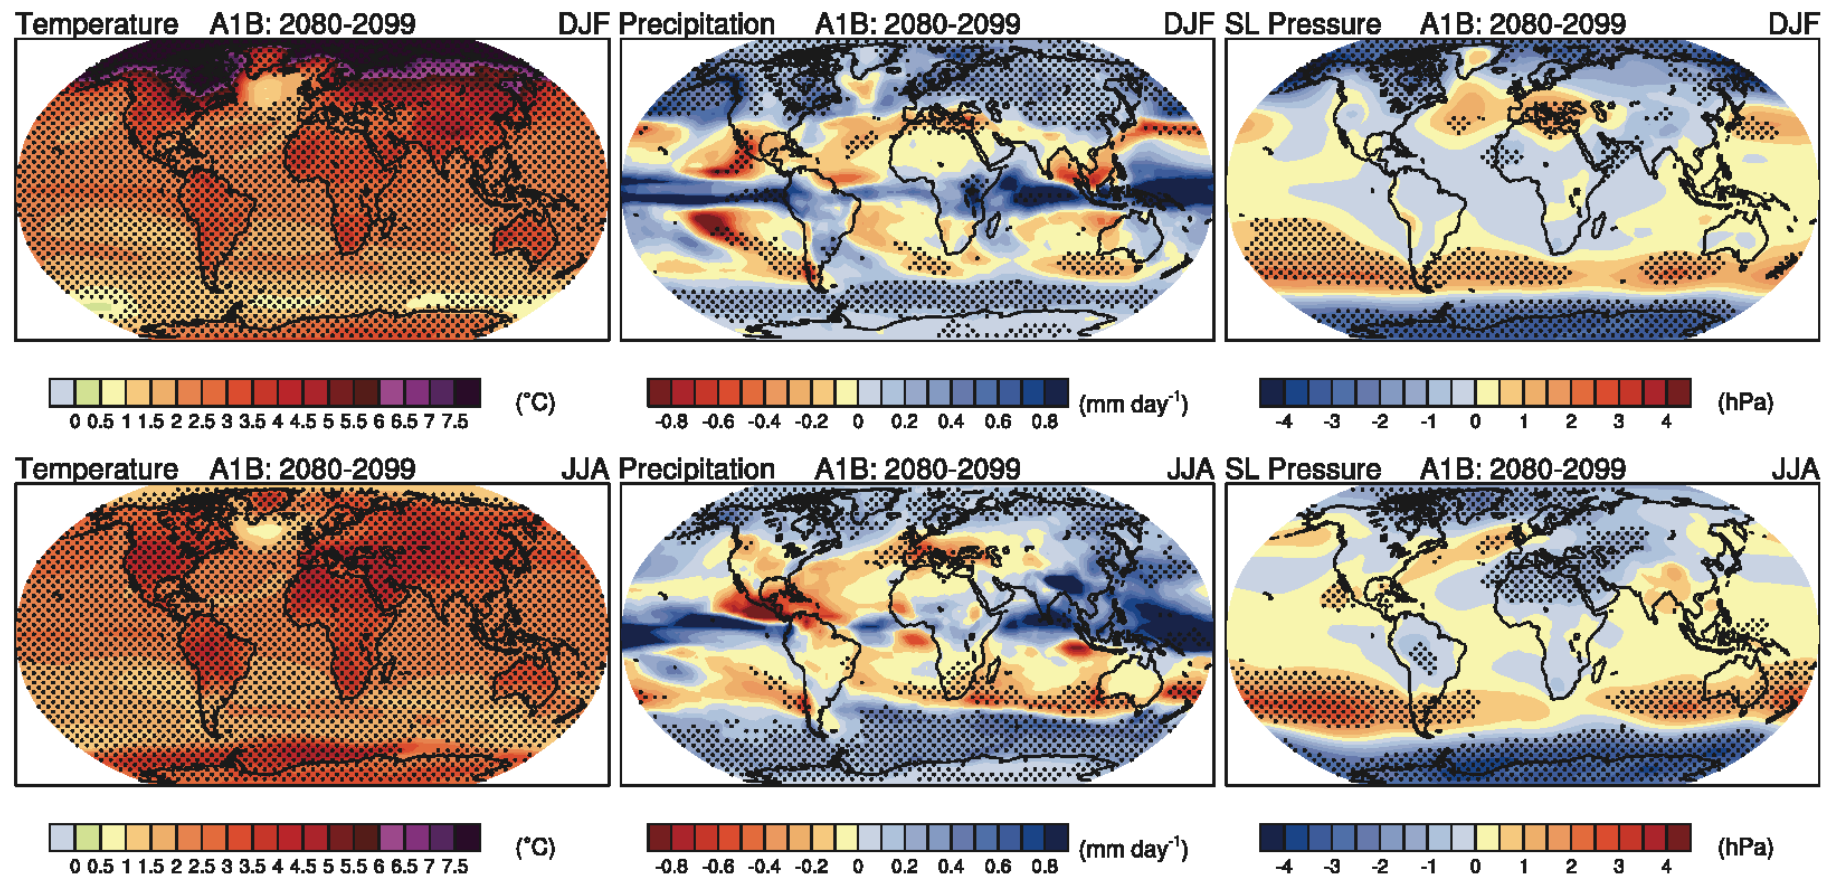 Temperature A1B: 2080-2099 DJF
Precipitation A1B: 2080-2099 DJF
SL Pressure A1B: 2080-2099 DJF
0 0.5 1 1.5 2 2.5 3 3.5 4 4.5 5 5.5 6 6.5 7 7.5 (°C)
-0.8 -0.6 -0.4 -0.2 0 0.2 0.4 0.6 0.8 (mm day⁻¹)
-4 -3 -2 -1 0 1 2 3 4 (hPa)
Temperature A1B: 2080-2099 JJA
Precipitation A1B: 2080-2099 JJA
SL Pressure A1B: 2080-2099 JJA
0 0.5 1 1.5 2 2.5 3 3.5 4 4.5 5 5.5 6 6.5 7 7.5 (°C)
-0.8 -0.6 -0.4 -0.2 0 0.2 0.4 0.6 0.8 (mm day⁻¹)
-4 -3 -2 -1 0 1 2 3 4 (hPa)